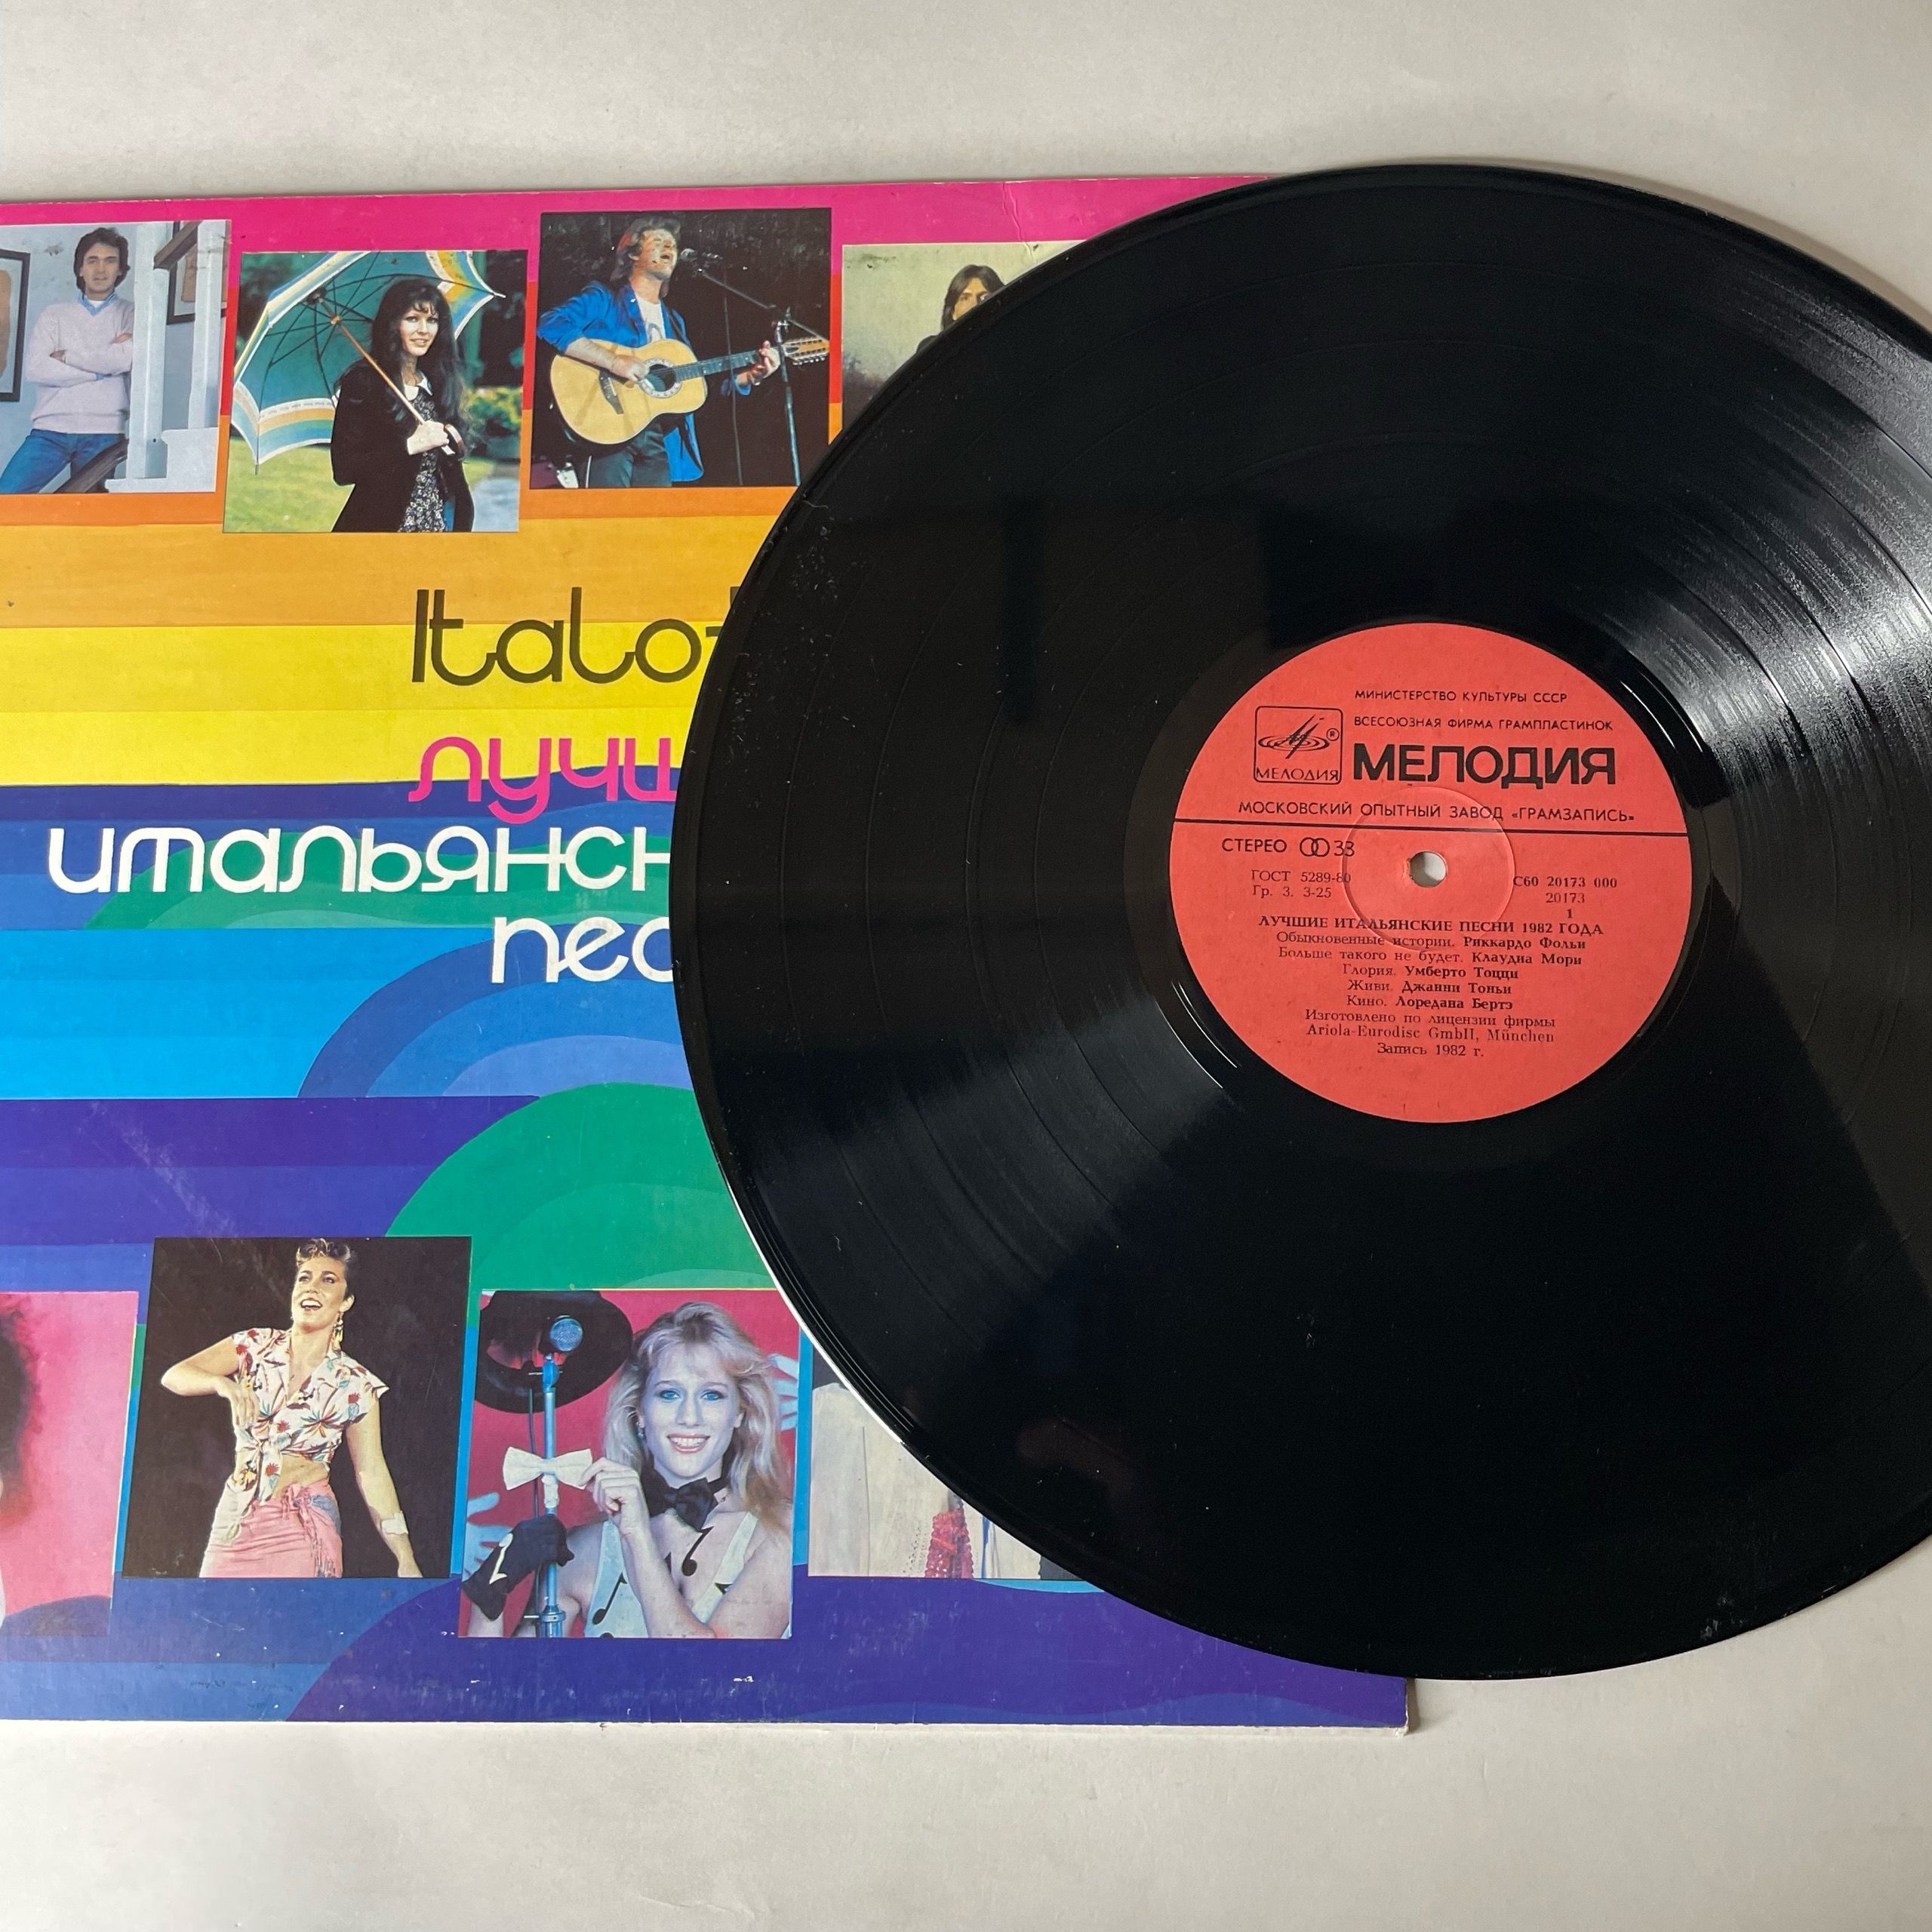 Italo-
лучш
итальянск
пес
МИНИСТЕРСТВО КУЛЬТУРЫ СССР
ВСЕСОЮЗНАЯ ФИРМА ГРАМПЛАСТИНОК
МЕЛОДИЯ ®
МЕЛОДИЯ
МОСКОВСКИЙ ОПЫТНЫЙ ЗАВОД «ГРАМЗАПИСЬ»
СТЕРЕО 33
ГОСТ 5289-80
Гр. 3. 3-25
С60 20173 000
20173
1
ЛУЧШИЕ ИТАЛЬЯНСКИЕ ПЕСНИ 1982 ГОДА
Обыкновенные истории. Риккардо Фольи
Больше такого не будет. Клаудиа Мори
Глория. Умберто Тоцци
Живи. Джанни Тоньи
Кино. Лоредана Бертэ
Изготовлено по лицензии фирмы
Ariola-Eurodisc GmbH, München
Запись 1982 г.